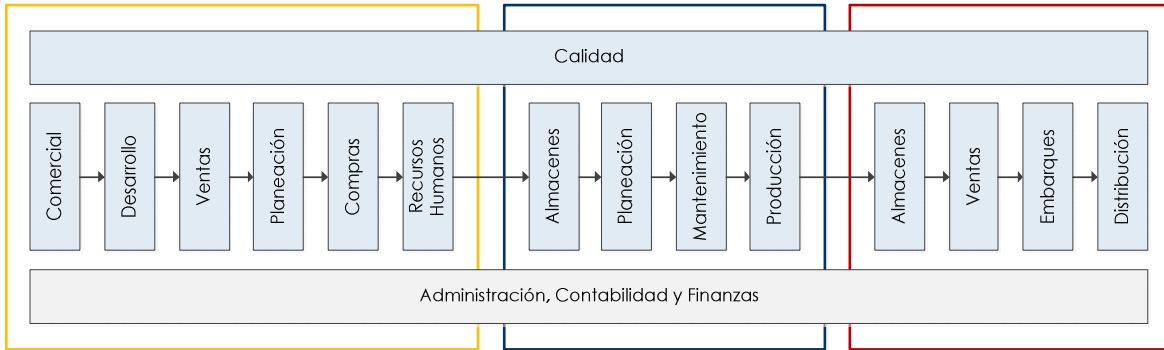 Calidad
Comercial
Desarrollo
Ventas
Planeación
Compras
Recursos
Humanos
Almacenes
Planeación
Mantenimiento
Producción
Almacenes
Ventas
Embarques
Distribución
Administración, Contabilidad y Finanzas